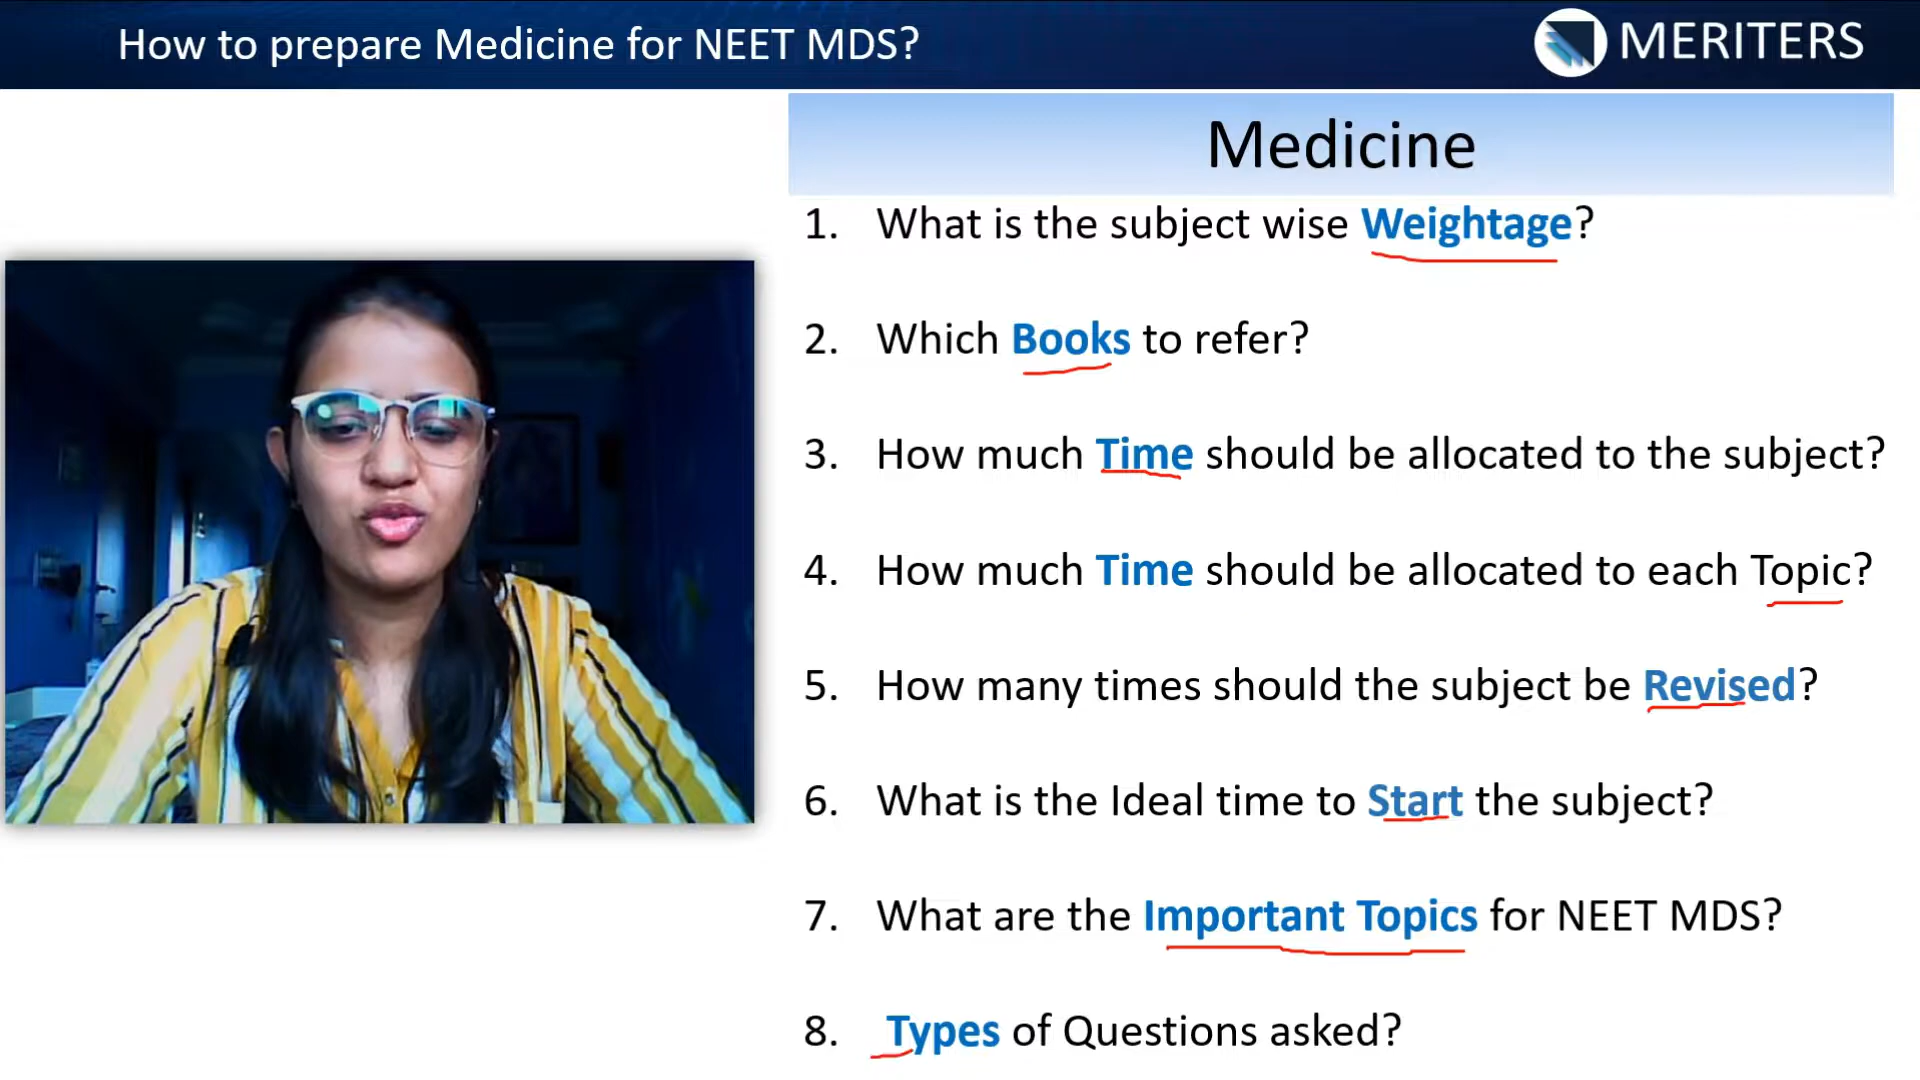 How to prepare Medicine for NEET MDS?
MERITERS
Medicine
1. What is the subject wise Weightage?
2. Which Books to refer?
3. How much Time should be allocated to the subject?
4. How much Time should be allocated to each Topic?
5. How many times should the subject be Revised?
6. What is the Ideal time to Start the subject?
7. What are the Important Topics for NEET MDS?
8. Types of Questions asked?